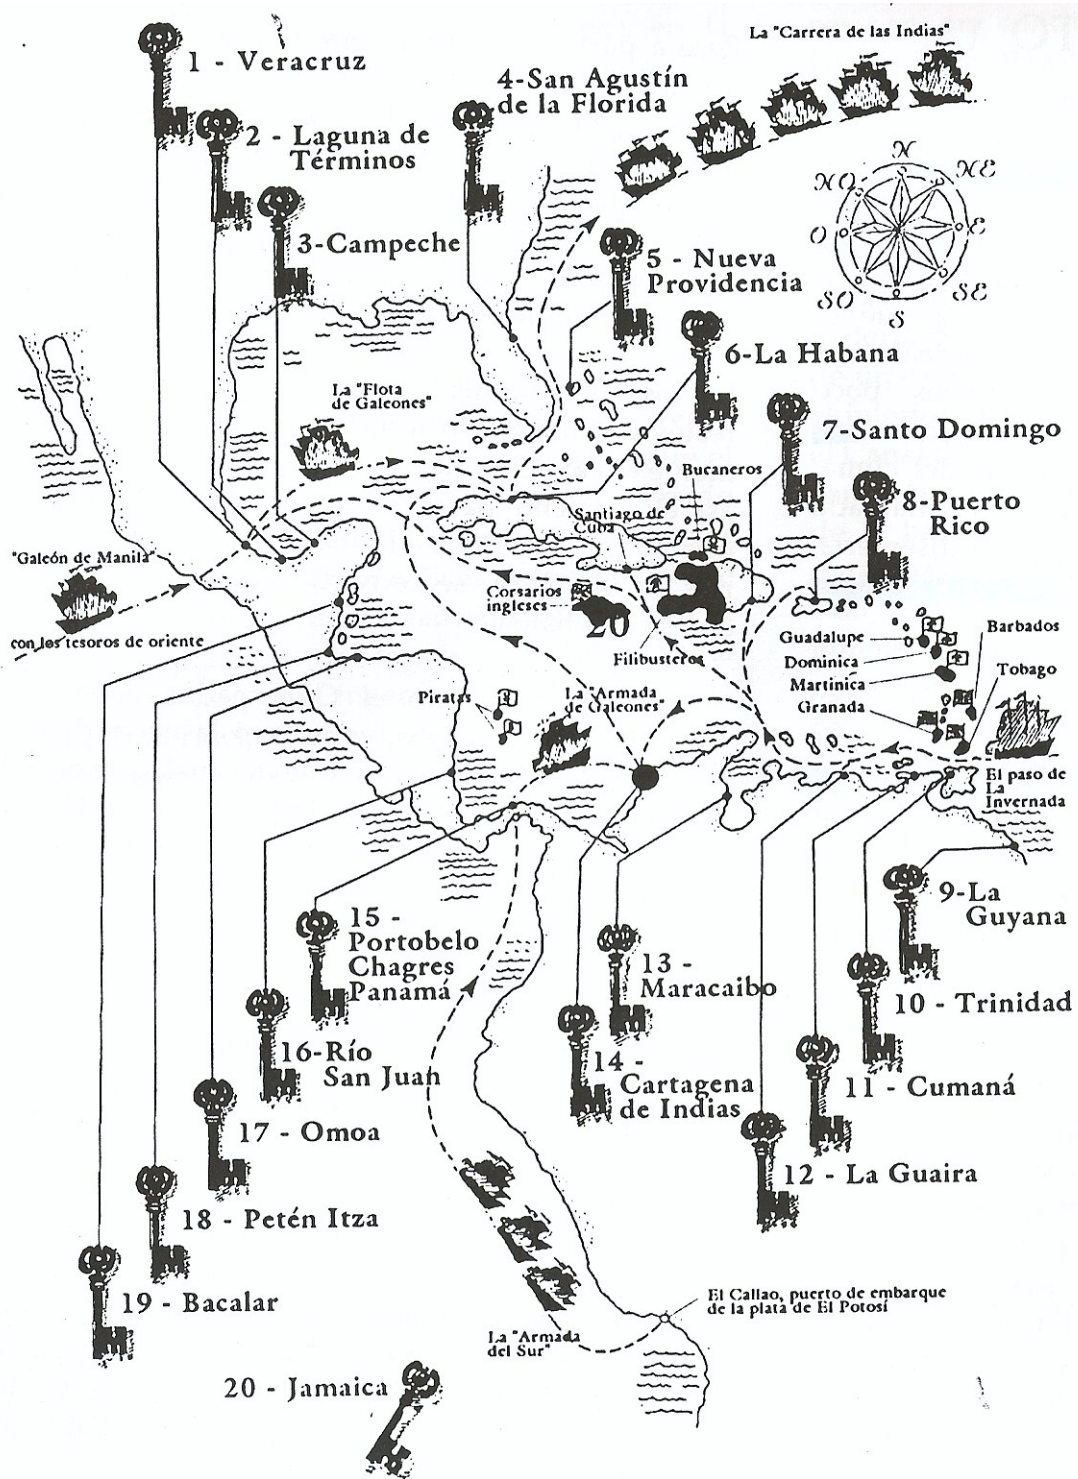 La "Carrera de las Indias"
1 - Veracruz
4-San Agustín
de la Florida
2 - Laguna de
Términos
N
NO
NE
O
E
SO
SE
S
3-Campeche
5 - Nueva
Providencia
6-La Habana
La "Flota
de Galeones"
7-Santo Domingo
Bucaneros
8-Puerto
Rico
Santiago de
Cuba
"Galeón de Manila"
con los tesoros de oriente
Corsarios
ingleses
20
Filibusteros
Guadalupe
Dominica
Martinica
Granada
Barbados
Tobago
Piratas
La "Armada
de Galeones"
El paso de
La
Invernada
9-La
Guyana
15 -
Portobelo
Chagres
Panamá
13 -
Maracaibo
10 - Trinidad
16-Río
San Juan
14 -
Cartagena
de Indias
11 - Cumaná
17 - Omoa
12 - La Guaira
18 - Petén Itza
19 - Bacalar
El Callao, puerto de embarque
de la plata de El Potosí
La "Armada
del Sur"
20 - Jamaica